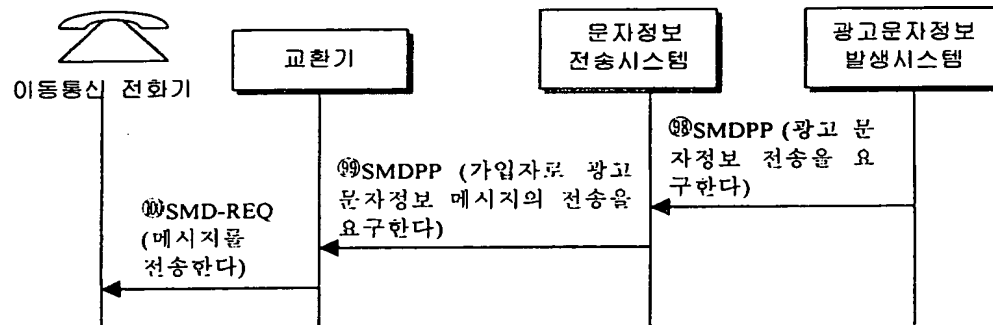 이동통신 전화기
교환기
문자정보
전송시스템
광고문자정보
발생시스템
98SMDPP (광고 문
자정보 전송을 요
구한다)
99SMDPP (가입자로 광고
문자정보 메시지의 전송을
요구한다)
100SMD-REQ
(메시지를
전송한다)